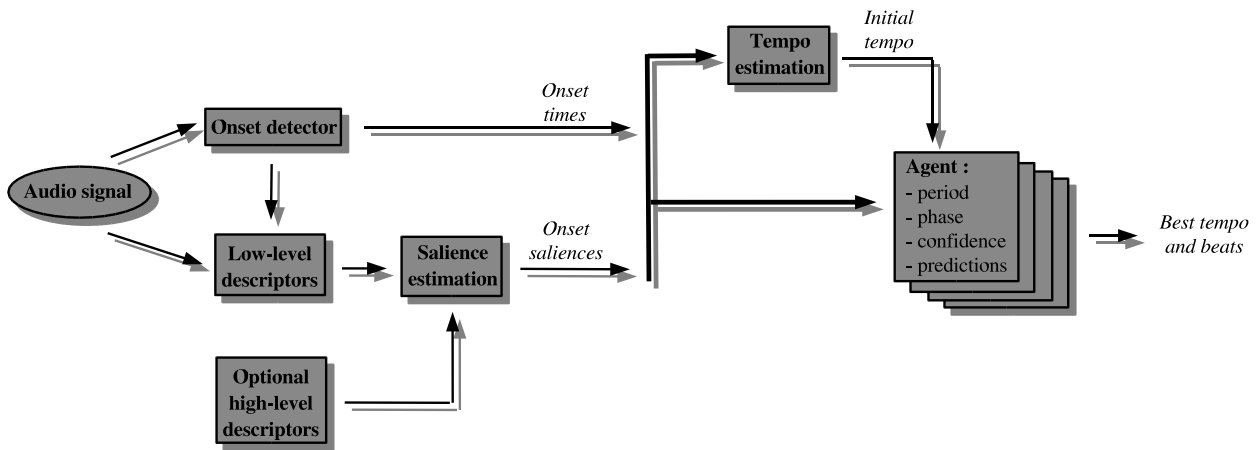 Audio signal
Onset detector
Low-level
descriptors
Optional
high-level
descriptors
Salience
estimation
Onset
times
Onset
saliences
Tempo
estimation
Initial
tempo
Agent :
- period
- phase
- confidence
- predictions
Best tempo
and beats